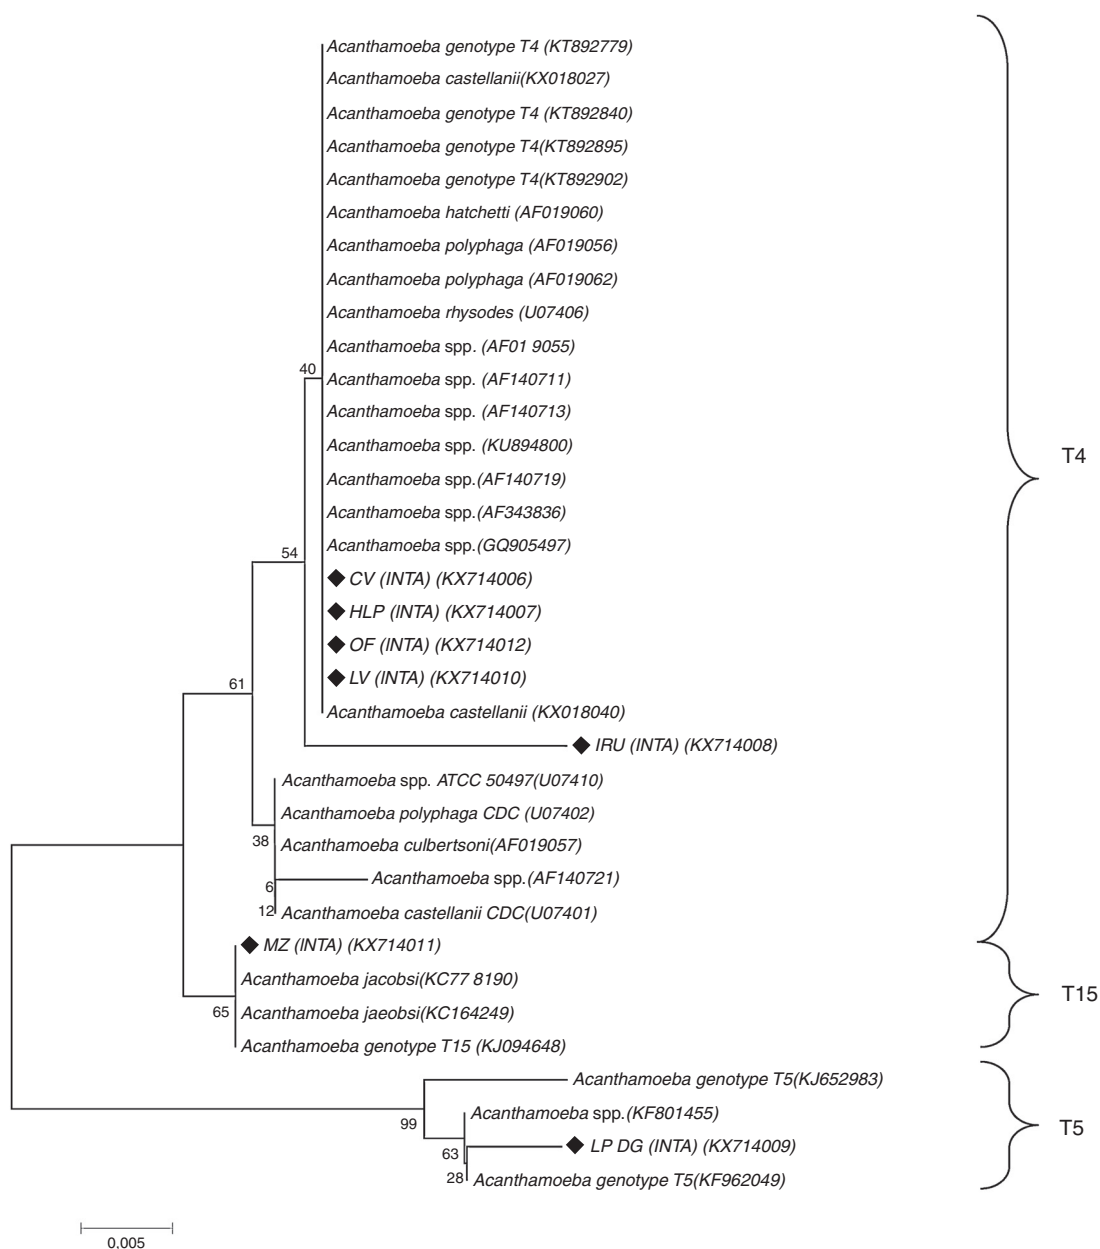 Acanthamoeba genotype T4 (KT892779)
Acanthamoeba castellanii(KX018027)
Acanthamoeba genotype T4 (KT892840)
Acanthamoeba genotype T4(KT892895)
Acanthamoeba genotype T4(KT892902)
Acanthamoeba hatchetti (AF019060)
Acanthamoeba polyphaga (AF019056)
Acanthamoeba polyphaga (AF019062)
Acanthamoeba rhysodes (U07406)
Acanthamoeba spp. (AF01 9055)
40
Acanthamoeba spp. (AF140711)
Acanthamoeba spp. (AF140713)
Acanthamoeba spp. (KU894800)
T4
Acanthamoeba spp.(AF140719)
Acanthamoeba spp.(AF343836)
Acanthamoeba spp.(GQ905497)
54
CV (INTA) (KX714006)
HLP (INTA) (KX714007)
OF (INTA) (KX714012)
LV (INTA) (KX714010)
61
Acanthamoeba castellanii (KX018040)
IRU (INTA) (KX714008)
Acanthamoeba spp. ATCC 50497(U07410)
Acanthamoeba polyphaga CDC (U07402)
38
Acanthamoeba culbertsoni(AF019057)
Acanthamoeba spp.(AF140721)
6
12
Acanthamoeba castellanii CDC(U07401)
MZ (INTA) (KX714011)
Acanthamoeba jacobsi(KC77 8190)
T15
65
Acanthamoeba jaeobsi(KC164249)
Acanthamoeba genotype T15 (KJ094648)
Acanthamoeba genotype T5(KJ652983)
99
Acanthamoeba spp.(KF801455)
T5
63
LP DG (INTA) (KX714009)
28
Acanthamoeba genotype T5(KF962049)
0,005